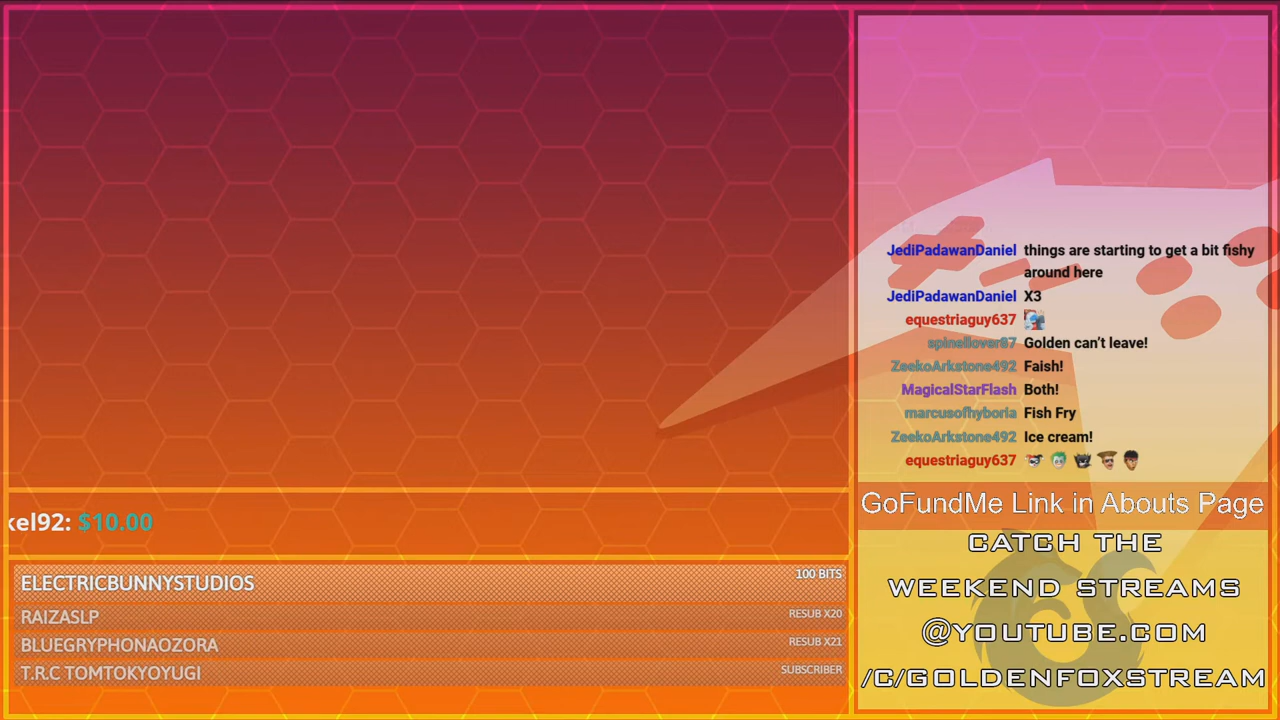 JediPadawanDaniel things are starting to get a bit fishy
around here
JediPadawanDaniel X3
equestriaguy637
spinellover87 Golden can't leave!
ZeekoArkstone492 Faish!
MagicalStarFlash Both!
marcusofhyboria Fish Fry
ZeekoArkstone492 Ice cream!
equestriaguy637
GoFundMe Link in Abouts Page
CATCH THE
WEEKEND STREAMS
@YOUTUBE.COM
/C/GOLDENFOXSTREAM
xel92: $10.00
ELECTRICBUNNYSTUDIOS 100 BITS
RAIZASLP RESUB X20
BLUEGRYPHONAOZORA RESUB X21
T.R.C TOMTOKYOYUGI SUBSCRIBER